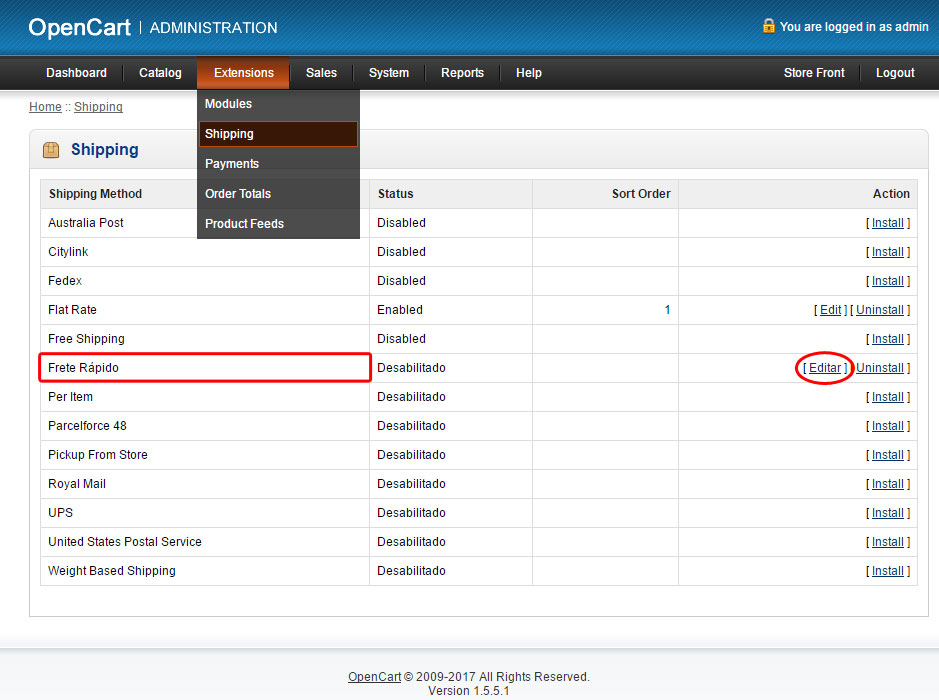 OpenCart | ADMINISTRATION You are logged in as admin
Dashboard Catalog Extensions Sales System Reports Help Store Front Logout
Home :: Shipping
Modules
Shipping
Payments
Order Totals
Product Feeds
Shipping
Shipping Method Status Sort Order Action
Australia Post Disabled [ Install ]
Citylink Disabled [ Install ]
Fedex Disabled [ Install ]
Flat Rate Enabled 1 [ Edit ] [ Uninstall ]
Free Shipping Disabled [ Install ]
Frete Rápido Desabilitado [ Editar ] Uninstall ]
Per Item Desabilitado [ Install ]
Parcelforce 48 Desabilitado [ Install ]
Pickup From Store Desabilitado [ Install ]
Royal Mail Desabilitado [ Install ]
UPS Desabilitado [ Install ]
United States Postal Service Desabilitado [ Install ]
Weight Based Shipping Desabilitado [ Install ]
OpenCart © 2009-2017 All Rights Reserved.
Version 1.5.5.1